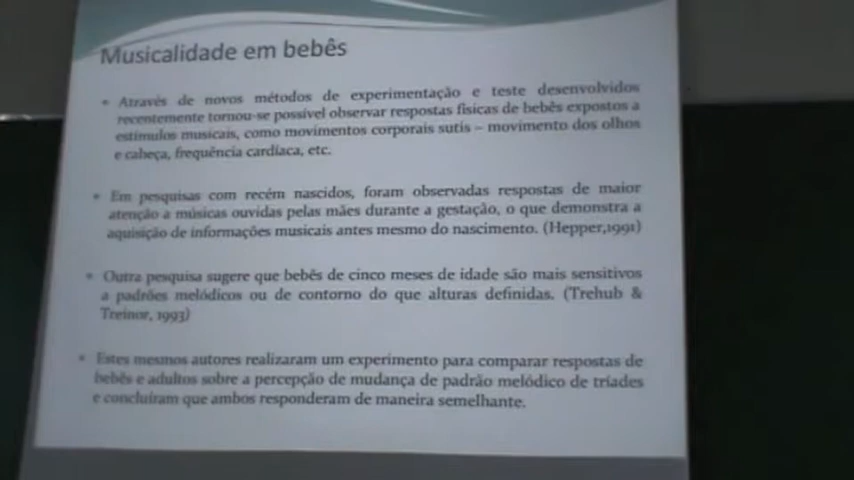 Musicalidade em bebês
• Através de novos métodos de experimentação e teste desenvolvidos
recentemente tornou-se possível observar respostas físicas de bebês expostos a
estímulos musicais, como movimentos corporais sutis – movimento dos olhos
e cabeça, frequência cardíaca, etc.
• Em pesquisas com recém nascidos, foram observadas respostas de maior
atenção a músicas ouvidas pelas mães durante a gestação, o que demonstra a
aquisição de informações musicais antes mesmo do nascimento. (Hepper,1991)
• Outra pesquisa sugere que bebês de cinco meses de idade são mais sensitivos
a padrões melódicos ou de contorno do que alturas definidas. (Trehub &
Treinor, 1993)
• Estes mesmos autores realizaram um experimento para comparar respostas de
bebês e adultos sobre a percepção de mudança de padrão melódico de tríades
e concluíram que ambos responderam de maneira semelhante.